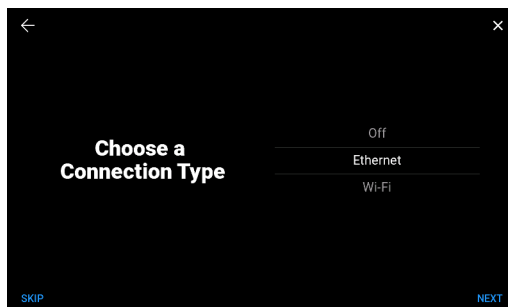 Choose a
Connection Type
Off
Ethernet
Wi-Fi
SKIP
NEXT